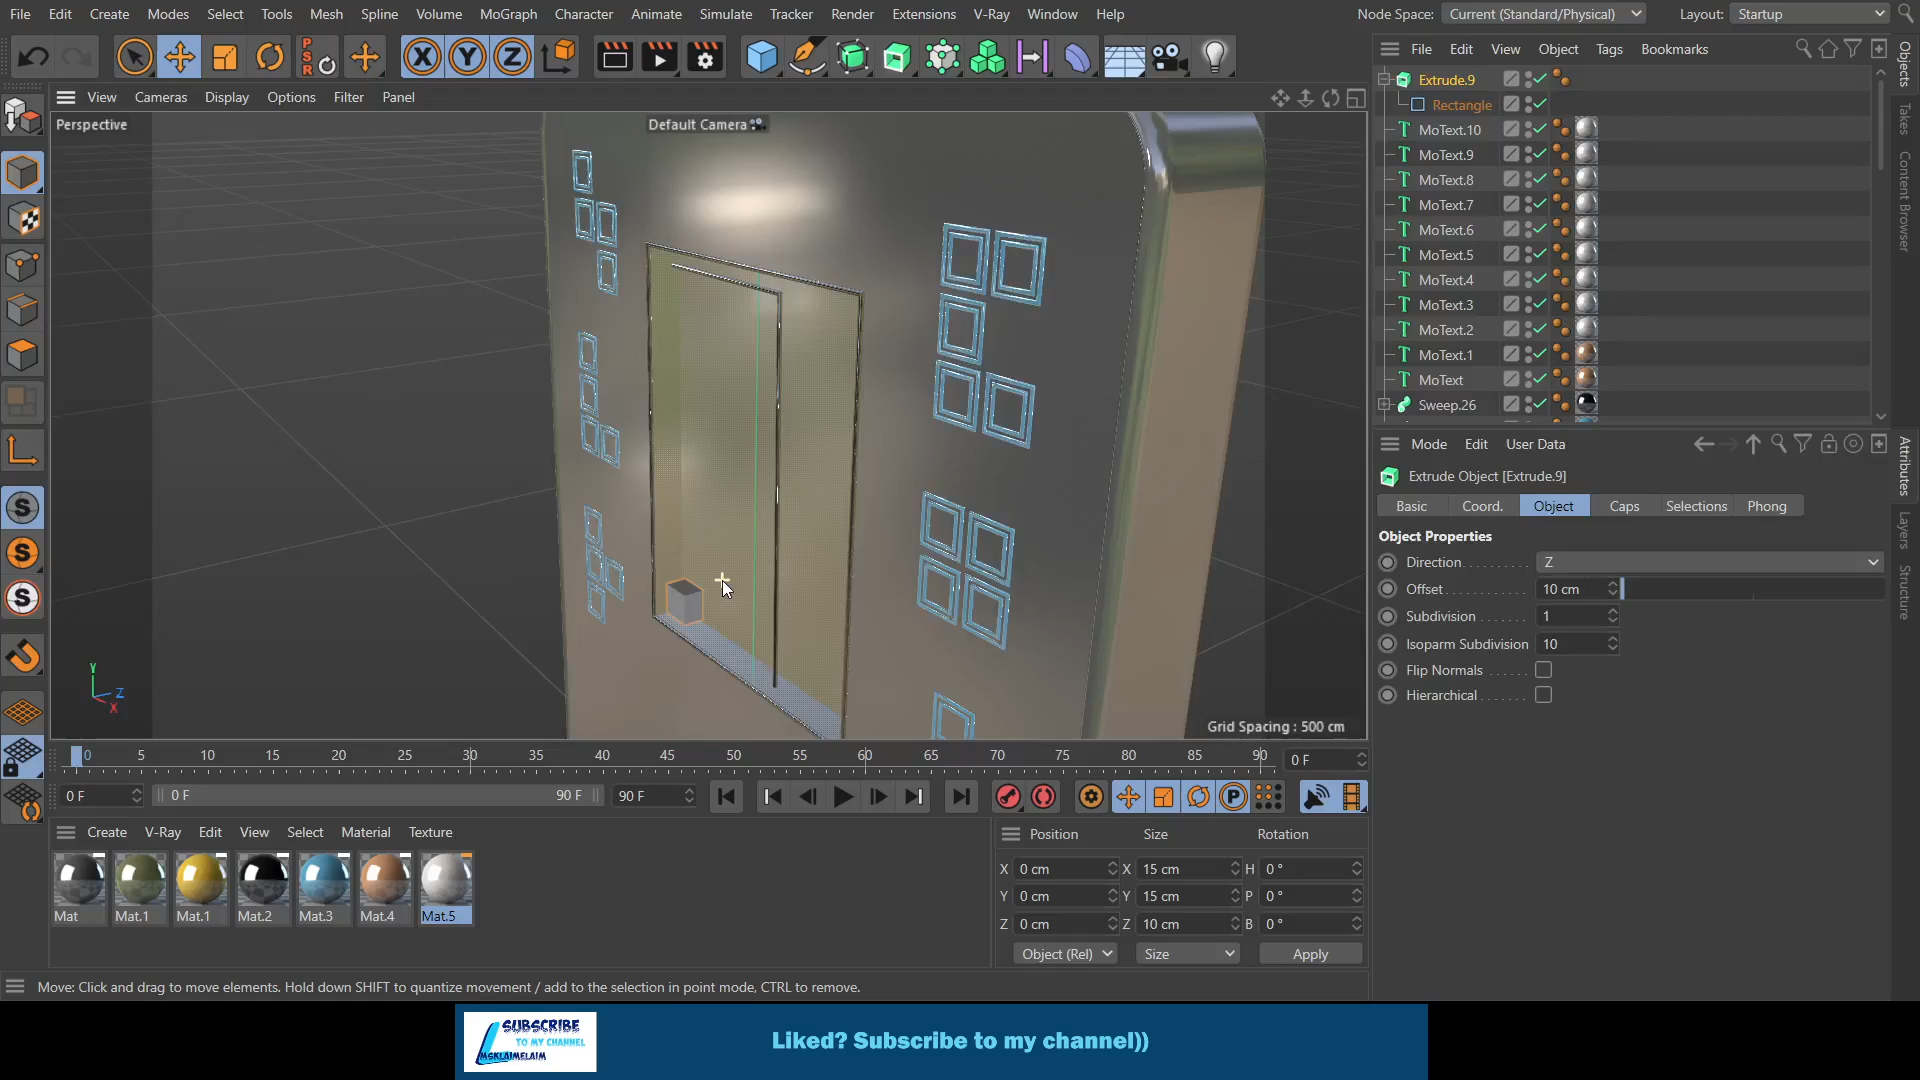 File Edit Create Modes Select Tools Mesh Spline Volume MoGraph Character Animate Simulate Tracker Render Extensions V-Ray Window Help Node Space: Current (Standard/Physical) Layout: Startup
P S R
X Y Z
File Edit View Object Tags Bookmarks
View Cameras Display Options Filter Panel
Perspective
Default Camera
Extrude.9
Rectangle
MoText.10
MoText.9
MoText.8
MoText.7
MoText.6
MoText.5
MoText.4
MoText.3
MoText.2
MoText.1
MoText
Sweep.26
Objects
Takes
Content Browser
Mode Edit User Data
Extrude Object [Extrude.9]
Basic Coord. Object Caps Selections Phong
Object Properties
Direction Z
Offset 10 cm
Subdivision 1
Isoparm Subdivision 10
Flip Normals
Hierarchical
Attributes
Layers
Structure
S
S
S
Y
Z
X
Grid Spacing : 500 cm
0 5 10 15 20 25 30 35 40 45 50 55 60 65 70 75 80 85 90 0 F
0 F 0 F 90 F 90 F
P
Create V-Ray Edit View Select Material Texture
Mat Mat.1 Mat.1 Mat.2 Mat.3 Mat.4 Mat.5
Position Size Rotation
X 0 cm X 15 cm H 0 °
Y 0 cm Y 15 cm P 0 °
Z 0 cm Z 10 cm B 0 °
Object (Rel) Size Apply
Move: Click and drag to move elements. Hold down SHIFT to quantize movement / add to the selection in point mode, CTRL to remove.
SUBSCRIBE
TO MY CHANNEL
MSKLAIMELAIM
Liked? Subscribe to my channel))